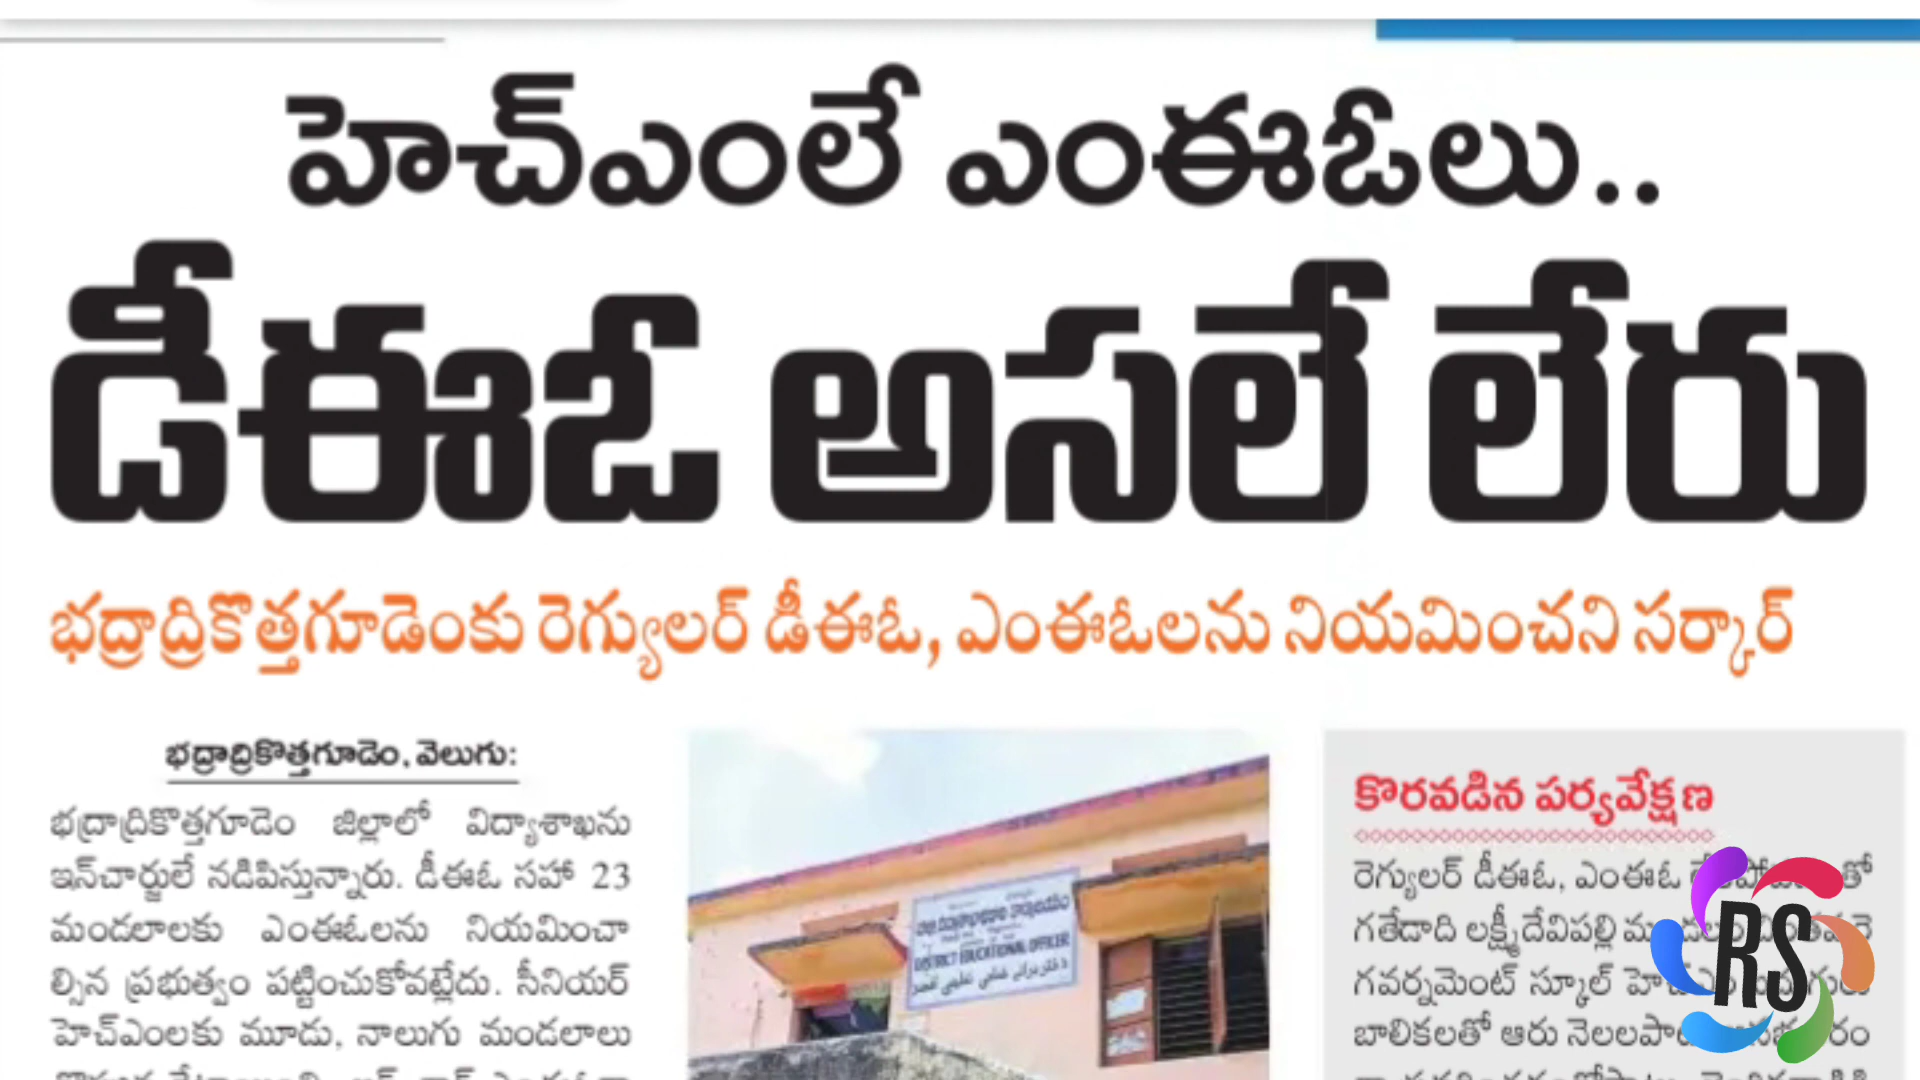 హెచ్ఎంలే ఎంఈఓలు..
డీఈఓ అసలే లేరు
భద్రాద్రికొత్తగూడెంకు రెగ్యులర్ డీఈఓ, ఎంఈఓలను నియమించని సర్కార్
భద్రాద్రికొత్తగూడెం, వెలుగు:
భద్రాద్రికొత్తగూడెం జిల్లాలో విద్యాశాఖను
ఇన్‌చార్జులే నడిపిస్తున్నారు. డీఈఓ సహా 23
మండలాలకు ఎంఈఓలను నియమించా
ల్సిన ప్రభుత్వం పట్టించుకోవట్లేదు. సీనియర్
హెచ్ఎంలకు మూడు, నాలుగు మండలాలు
DISTRICT EDUCATIONAL OFFICER
కొరవడిన పర్యవేక్షణ
రెగ్యులర్ డీఈఓ, ఎంఈఓ
గతేడాది లక్ష్మీదేవిపల్లి
గవర్నమెంట్ స్కూల్
బాలికలతో ఆరు
RS